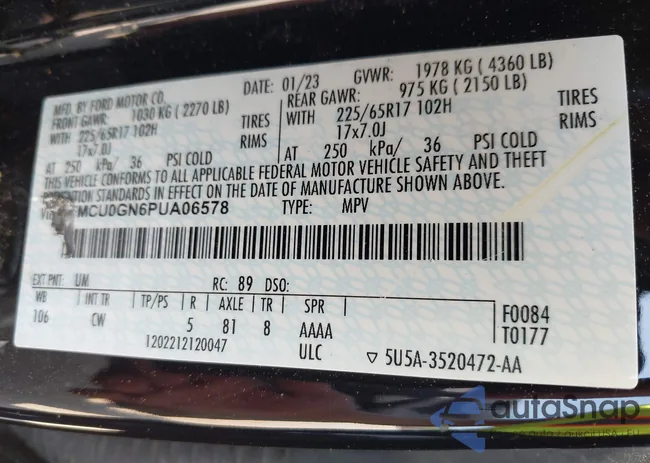 MFD. BY FORD MOTOR CO.
DATE: 01/23 GVWR: 1978 KG ( 4360 LB)
FRONT GAWR: 1030 KG ( 2270 LB) REAR GAWR: 975 KG ( 2150 LB)
WITH 225/65R17 102H TIRES WITH 225/65R17 102H TIRES
17x7.0J RIMS 17x7.0J RIMS
AT 250 kPa/ 36 PSI COLD AT 250 kPa/ 36 PSI COLD
THIS VEHICLE CONFORMS TO ALL APPLICABLE FEDERAL MOTOR VEHICLE SAFETY AND THEFT
PREVENTION STANDARDS IN EFFECT ON THE DATE OF MANUFACTURE SHOWN ABOVE.
MCU0GN6PUA06578 TYPE: MPV
EXT PNT: UM RC: 89 DSO:
WB INT TR TP/PS R AXLE TR SPR
106 CW 5 81 8 AAAA
1202212120047 ULC
F0084
T0177
▽ 5U5A-3520472-AA
autaSnap